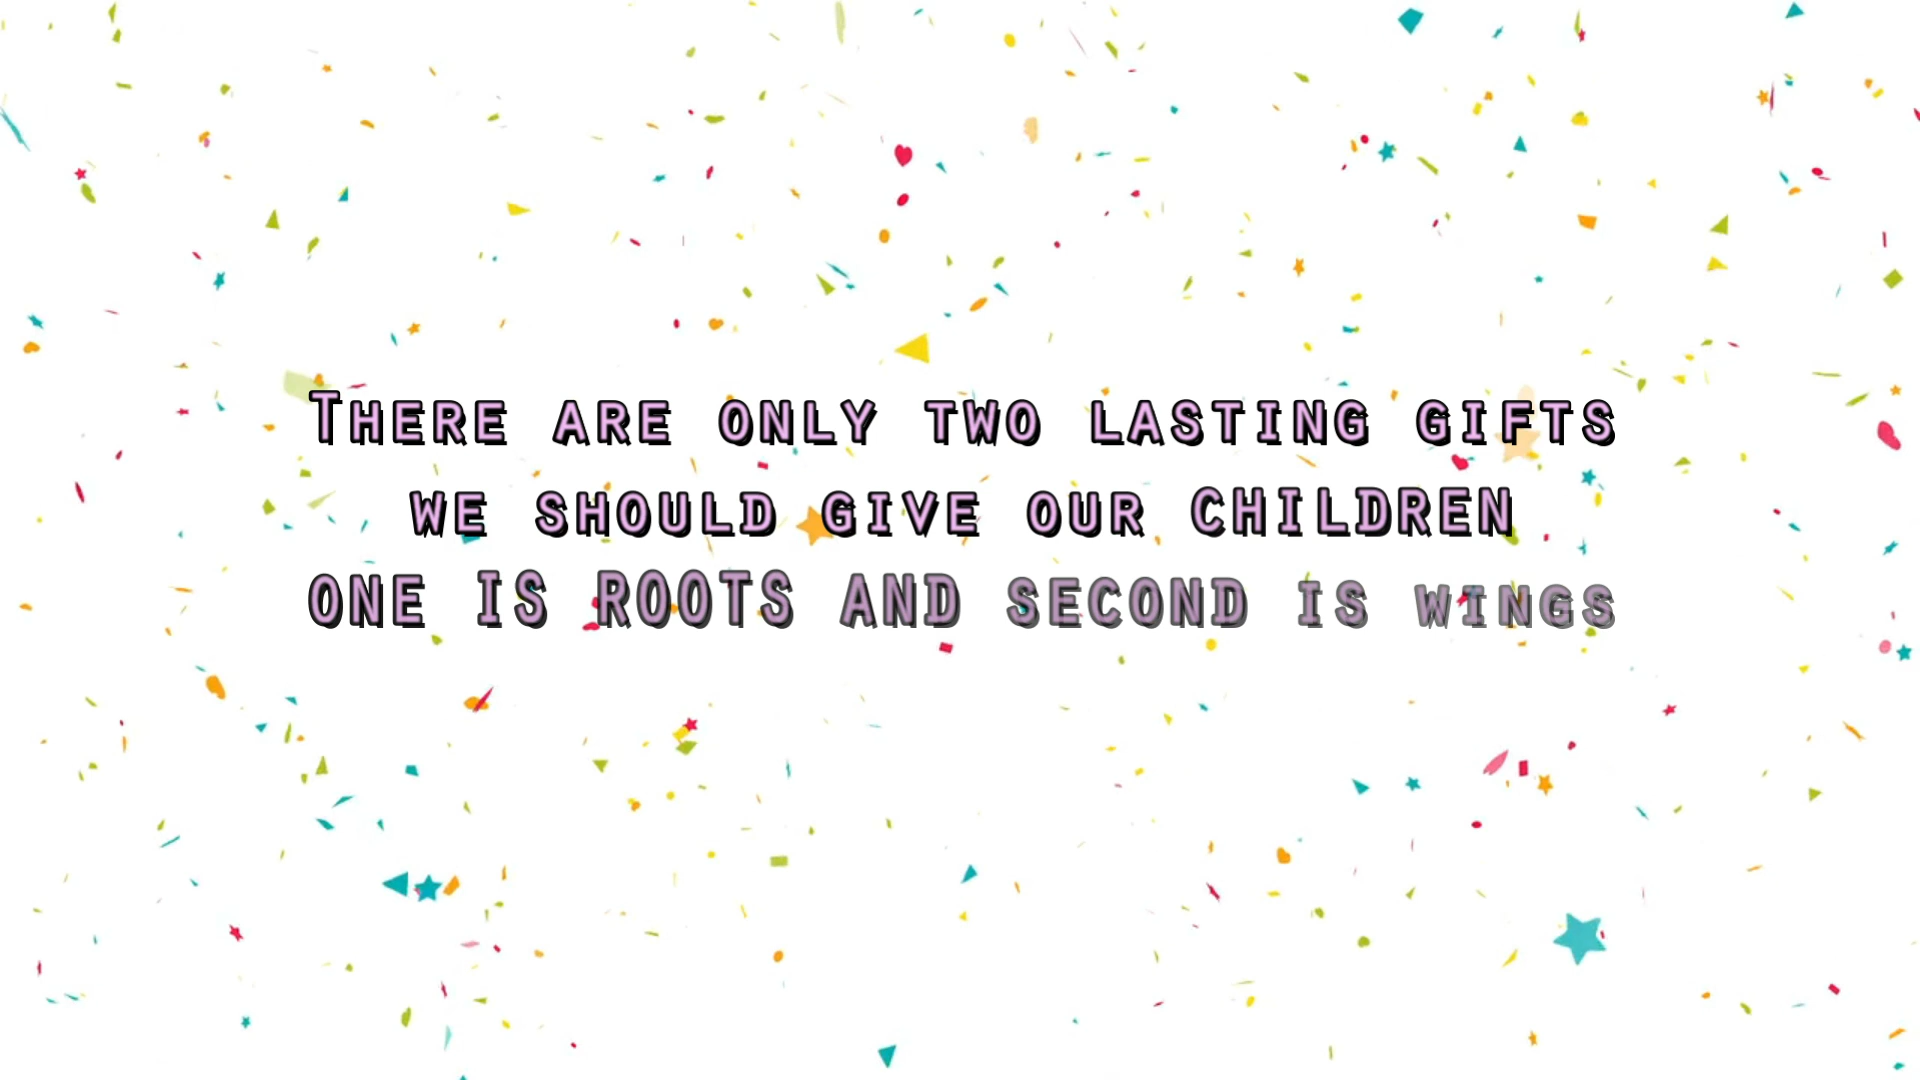 There are only two lasting gifts
we should give our CHILDREN
ONE IS ROOTS AND second is wings